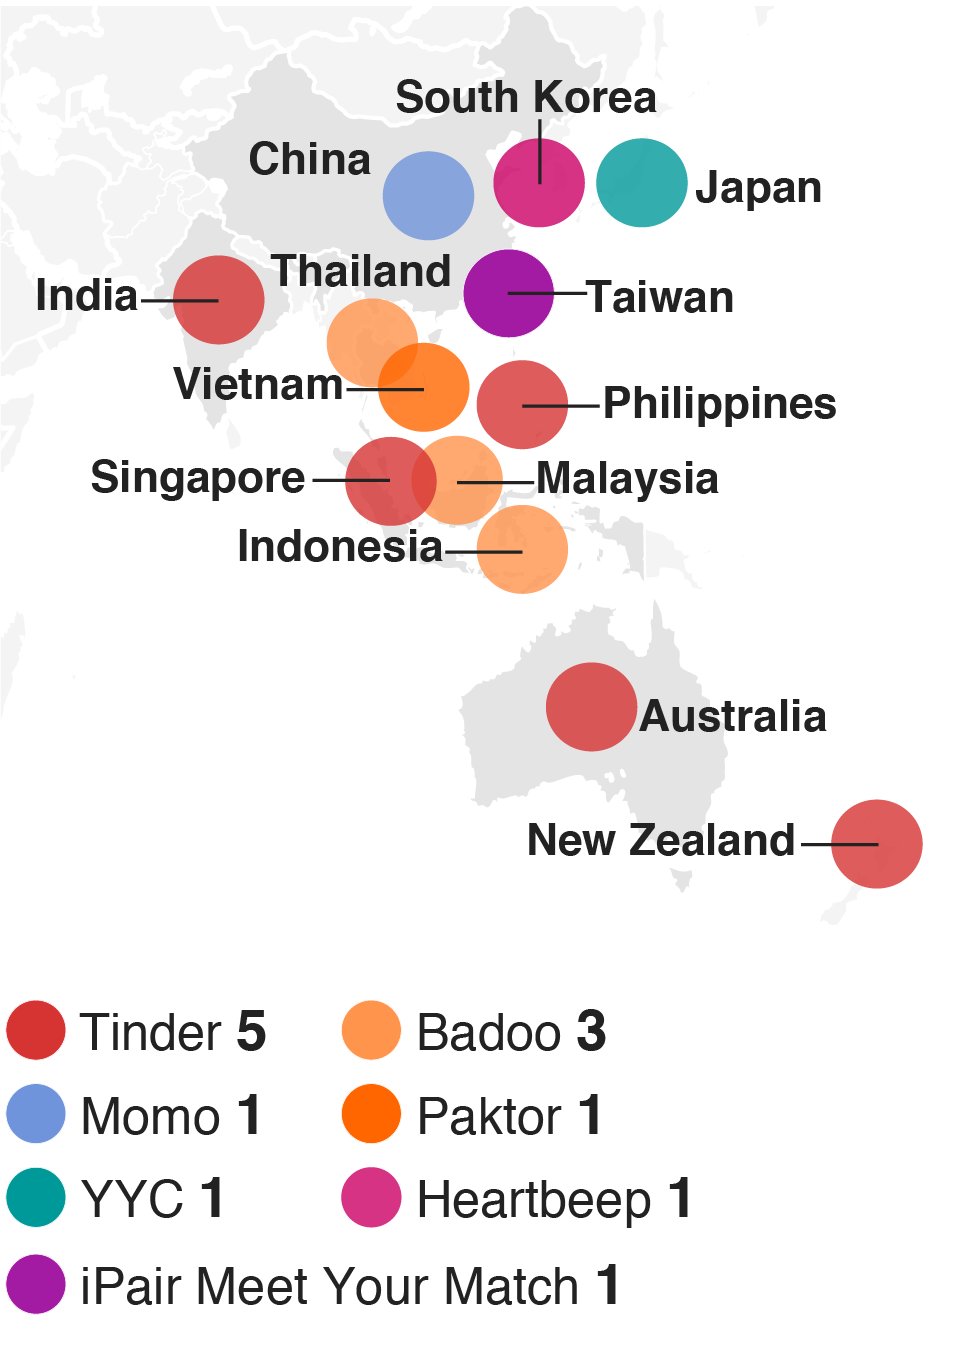 South Korea
China
Japan
Thailand
India
Taiwan
Vietnam
Philippines
Singapore
Malaysia
Indonesia
Australia
New Zealand
Tinder 5
Badoo 3
Momo 1
Paktor 1
YYC 1
Heartbeep 1
iPair Meet Your Match 1